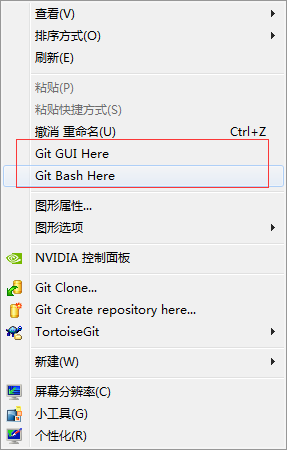 查看(V)
排序方式(O)
刷新(E)
粘贴(P)
粘贴快捷方式(S)
撤消 重命名(U) Ctrl+Z
Git GUI Here
Git Bash Here
图形属性...
图形选项
NVIDIA 控制面板
Git Clone...
Git Create repository here...
TortoiseGit
新建(W)
屏幕分辨率(C)
小工具(G)
个性化(R)